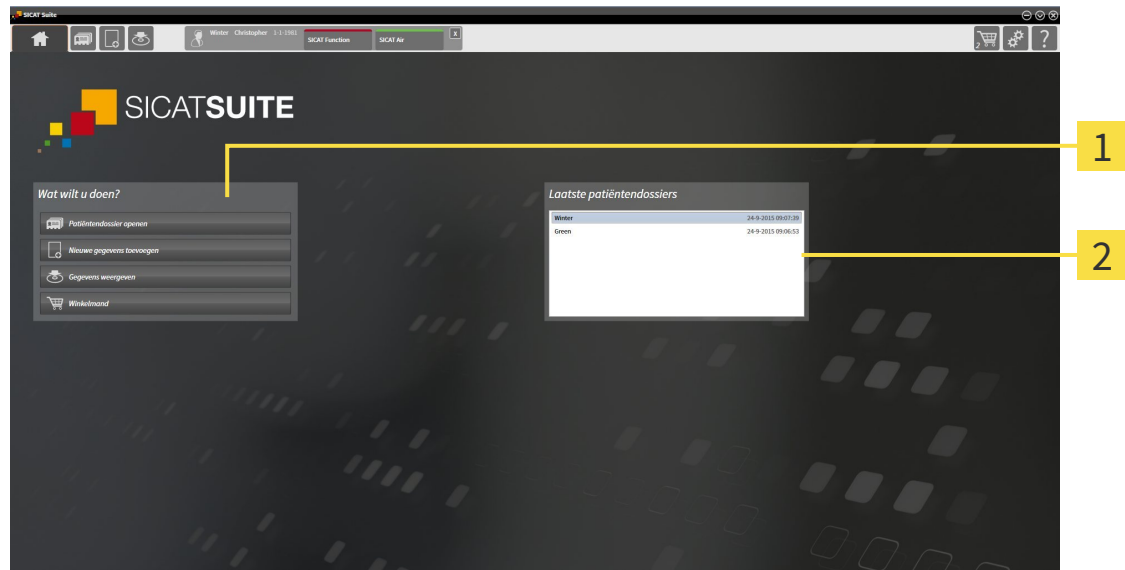 SICAT Suite
Winter Christopher 1-1-1981
SICAT Function
SICAT Air
X
2
?
SICATSUITE
1
Wat wilt u doen?
Patiëntendossier openen
Nieuwe gegevens toevoegen
Gegevens weergeven
Winkelmand
Laatste patiëntendossiers
Winter 24-9-2015 09:07:39
Green 24-9-2015 09:06:53
2